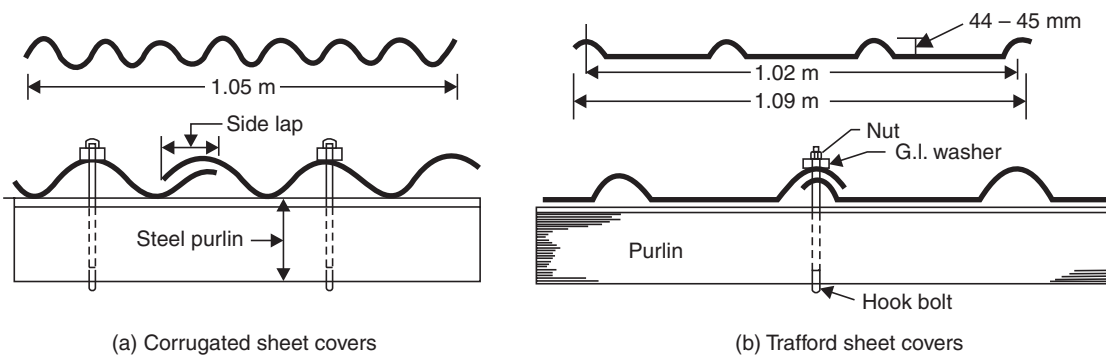 1.05 m
Side lap
Steel purlin
(a) Corrugated sheet covers
44 – 45 mm
1.02 m
1.09 m
Nut
G.I. washer
Purlin
Hook bolt
(b) Trafford sheet covers